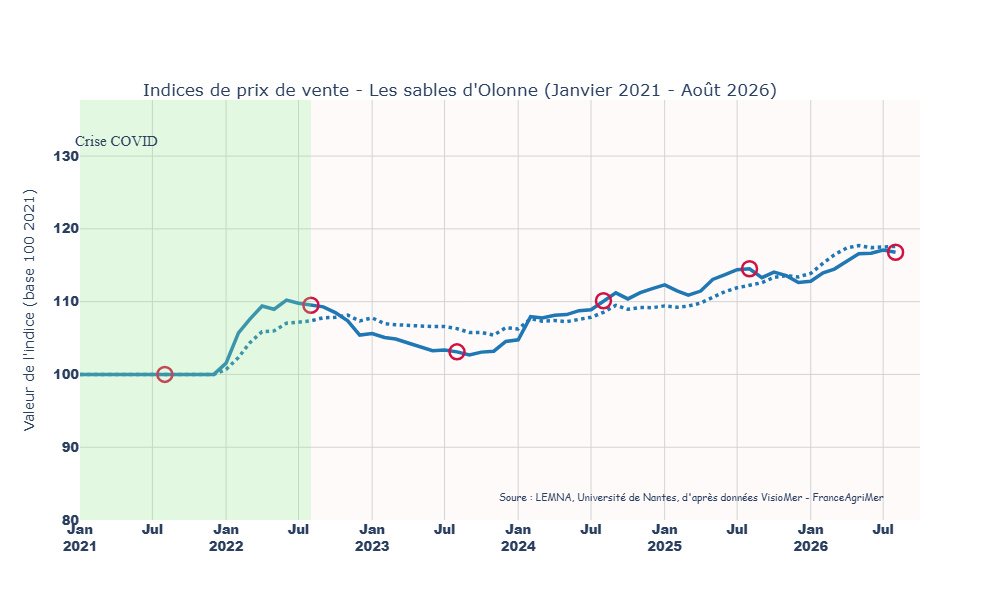 Indices de prix de vente - Les sables d'Olonne (Janvier 2021 - Août 2026)
Crise COVID
Valeur de l'indice (base 100 2021)
130
120
110
100
90
80
Soure : LEMNA, Université de Nantes, d'après données VisioMer - FranceAgriMer
Jan Jul Jan Jul Jan Jul Jan Jul Jan Jul Jan Jul
2021 2022 2023 2024 2025 2026